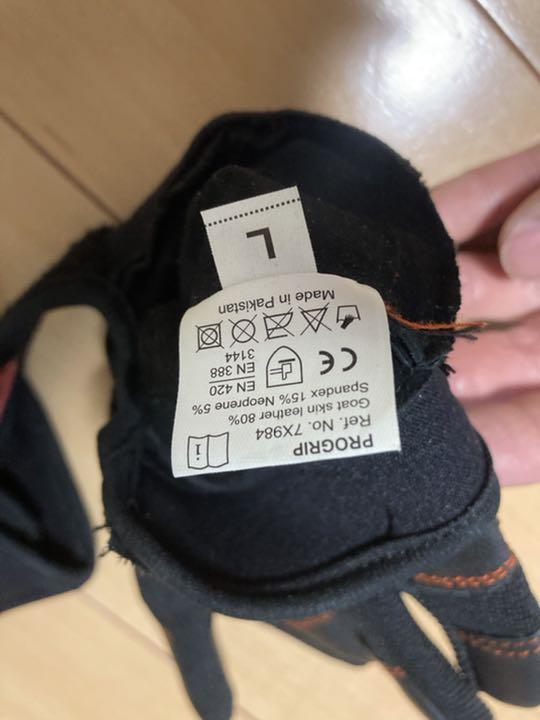 PROGRIP
Ref. No. 7X984
Goat skin leather 80%
Spandex 15% Neoprene 5%
CE
EN 420
EN 388
3144
i
Made in Pakistan
L